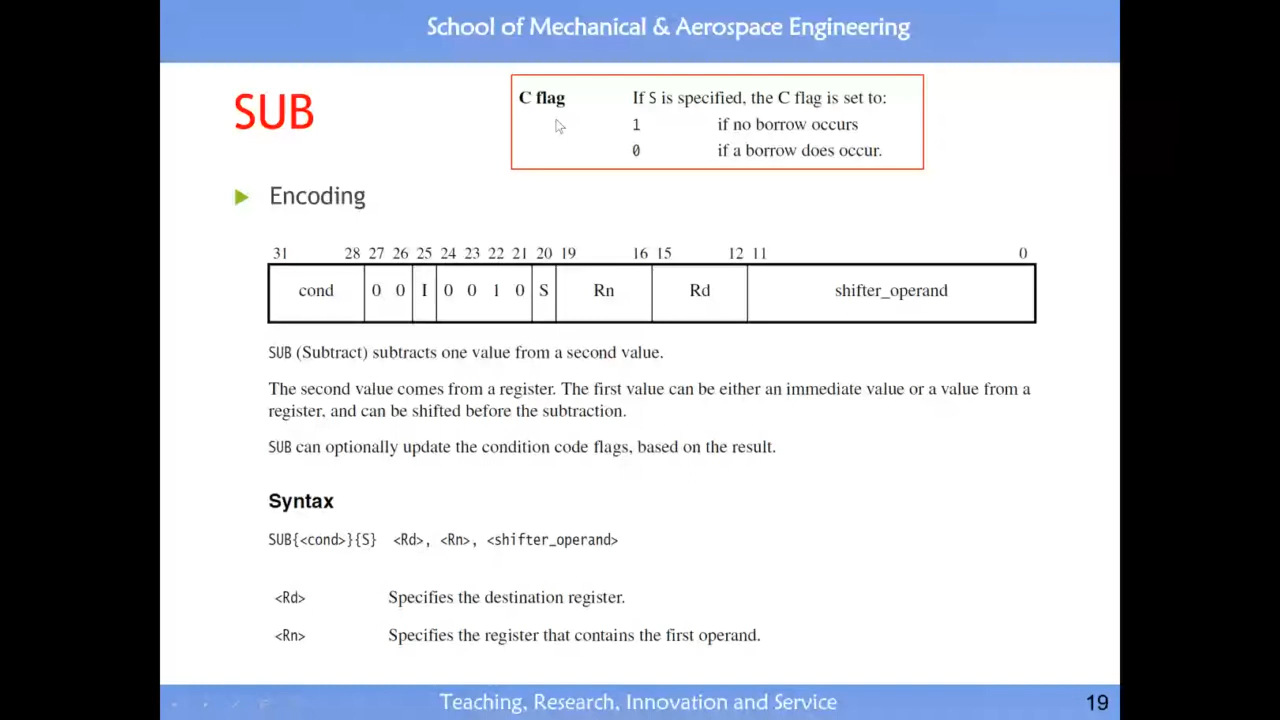 School of Mechanical & Aerospace Engineering
SUB
C flag If S is specified, the C flag is set to:
1 if no borrow occurs
0 if a borrow does occur.
Encoding
31 28 27 26 25 24 23 22 21 20 19 16 15 12 11 0
cond 0 0 I 0 0 1 0 S Rn Rd shifter_operand
SUB (Subtract) subtracts one value from a second value.
The second value comes from a register. The first value can be either an immediate value or a value from a
register, and can be shifted before the subtraction.
SUB can optionally update the condition code flags, based on the result.
Syntax
SUB{<cond>}{S} <Rd>, <Rn>, <shifter_operand>
<Rd> Specifies the destination register.
<Rn> Specifies the register that contains the first operand.
Teaching, Research, Innovation and Service
19